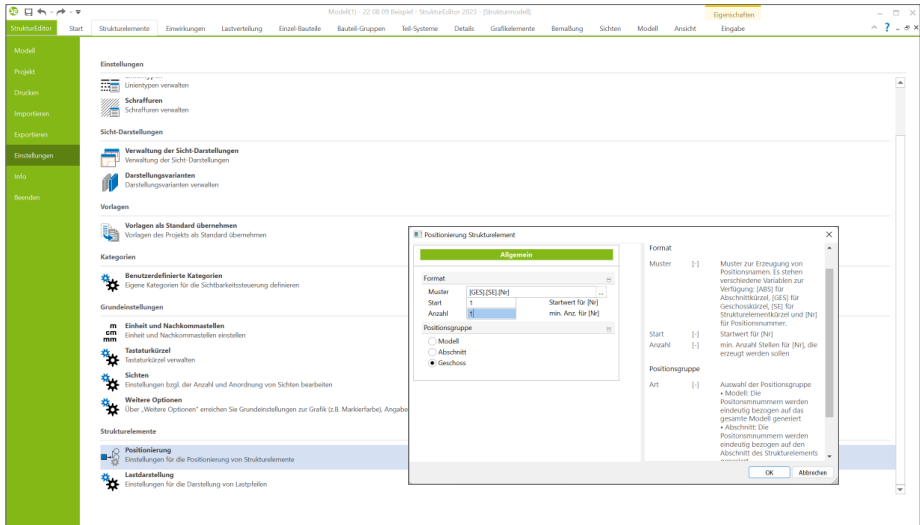 Modell(1) - 22 08 09 Beispiel - StrukturEditor 2023 - [Strukturmodell]
Eigenschaften
StrukturEditor Start Strukturelemente Einwirkungen Lastverteilung Einzel-Bauteile Bauteil-Gruppen Teil-Systeme Details Grafikelemente Bemaßung Sichten Modell Ansicht Eingabe
Modell
Projekt
Drucken
Importieren
Exportieren
Einstellungen
Info
Beenden
Einstellungen
Linientypen verwalten
Schraffuren
Schraffuren verwalten
Sicht-Darstellungen
Verwaltung der Sicht-Darstellungen
Verwaltung der Sicht-Darstellungen
Darstellungsvarianten
Darstellungsvarianten verwalten
Vorlagen
Vorlagen als Standard übernehmen
Vorlagen des Projekts als Standard übernehmen
Kategorien
Benutzerdefinierte Kategorien
Eigene Kategorien für die Sichtbarkeitssteuerung definieren
Grundeinstellungen
m
cm
mm
Einheit und Nachkommastellen
Einheit und Nachkommastellen einstellen
Tastaturkürzel
Tastaturkürzel verwalten
Sichten
Einstellungen bzgl. der Anzahl und Anordnung von Sichten bearbeiten
Weitere Optionen
Über „Weitere Optionen" erreichen Sie Grundeinstellungen zur Grafik (z.B. Markierfarbe), Angabe
Strukturelemente
Positionierung
Einstellungen für die Positionierung von Strukturelemente
Lastdarstellung
Einstellungen für die Darstellung von Lastpfeilen
Positionierung Strukturelement
Allgemein
Format
Muster [GES].[SE].[Nr] ...
Start 1 Startwert für [Nr]
Anzahl 1 min. Anz. für [Nr]
Positionsgruppe
Modell
Abschnitt
Geschoss
Format
Muster [-] Muster zur Erzeugung von
Positionsnamen. Es stehen
verschiedene Variablen zur
Verfügung: [ABS] für
Abschnittkürzel, [GES] für
Geschosskürzel, [SE] für
Strukturelementkürzel und [Nr]
für Positionsnummer.
Start [-] Startwert für [Nr]
Anzahl [-] min. Anzahl Stellen für [Nr], die
erzeugt werden sollen
Positionsgruppe
Art [-] Auswahl der Positionsgruppe
• Modell: Die
Positonsmnummern werden
eindeutig bezogen auf das
gesamte Modell generiert
• Abschnitt: Die
Positonsmnummern werden
eindeutig bezogen auf den
Abschnitt des Strukturelements
OK Abbrechen